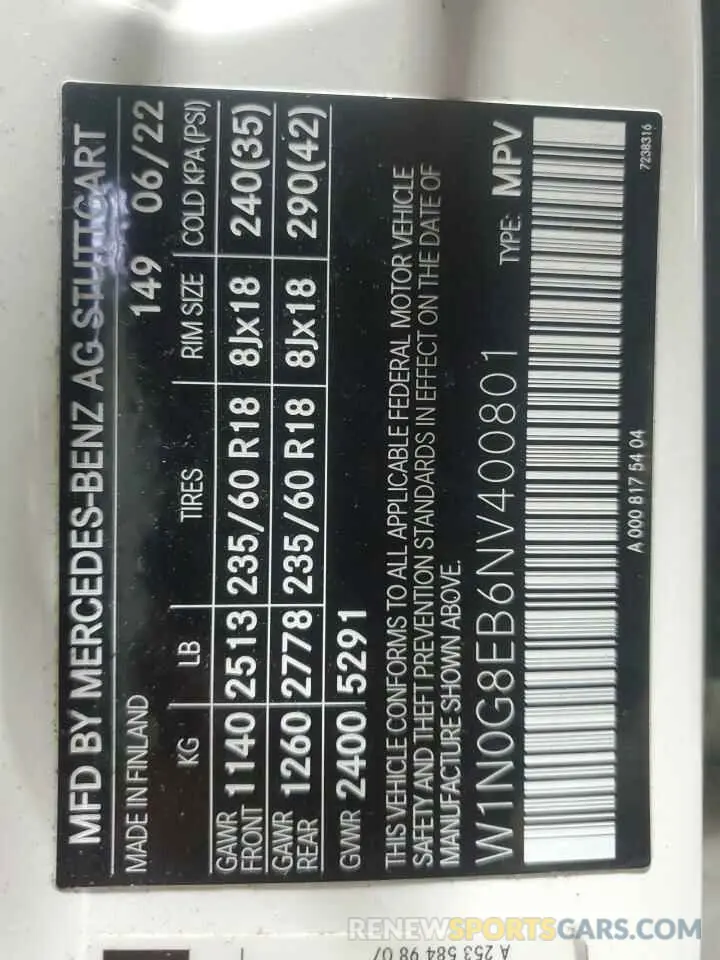 MFD BY MERCEDES-BENZ AG STUTTGART
MADE IN FINLAND 149 06/22
KG LB TIRES RIM SIZE COLD KPA (PSI)
GAWR FRONT 1140 2513 235/60 R18 8Jx18 240(35)
GAWR REAR 1260 2778 235/60 R18 8Jx18 290(42)
GVWR 2400 5291
THIS VEHICLE CONFORMS TO ALL APPLICABLE FEDERAL MOTOR VEHICLE
SAFETY AND THEFT PREVENTION STANDARDS IN EFFECT ON THE DATE OF
MANUFACTURE SHOWN ABOVE.
W1N0G8EB6NV400801 TYPE: MPV
A 000 817 54 04
7238316
A 253 584 98 07
RENEWSPORTSCARS.COM